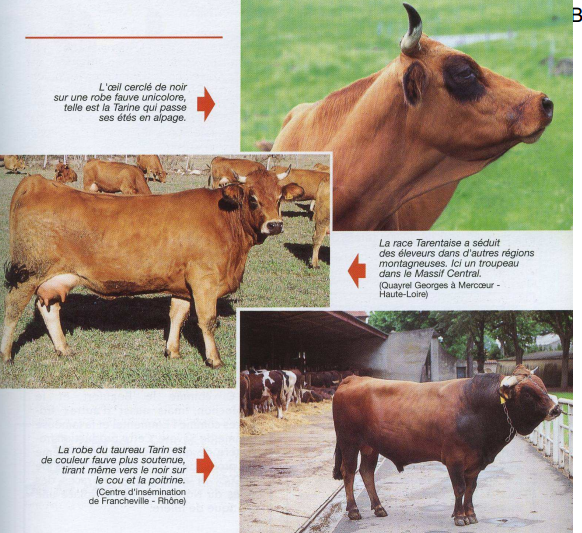 B
L'œil cerclé de noir
sur une robe fauve unicolore,
telle est la Tarine qui passe
ses étés en alpage.
La race Tarentaise a séduit
des éleveurs dans d'autres régions
montagneuses. Ici un troupeau
dans le Massif Central.
(Quayrel Georges à Mercœur -
Haute-Loire)
La robe du taureau Tarin est
de couleur fauve plus soutenue,
tirant même vers le noir sur
le cou et la poitrine.
(Centre d'insémination
de Francheville - Rhône)